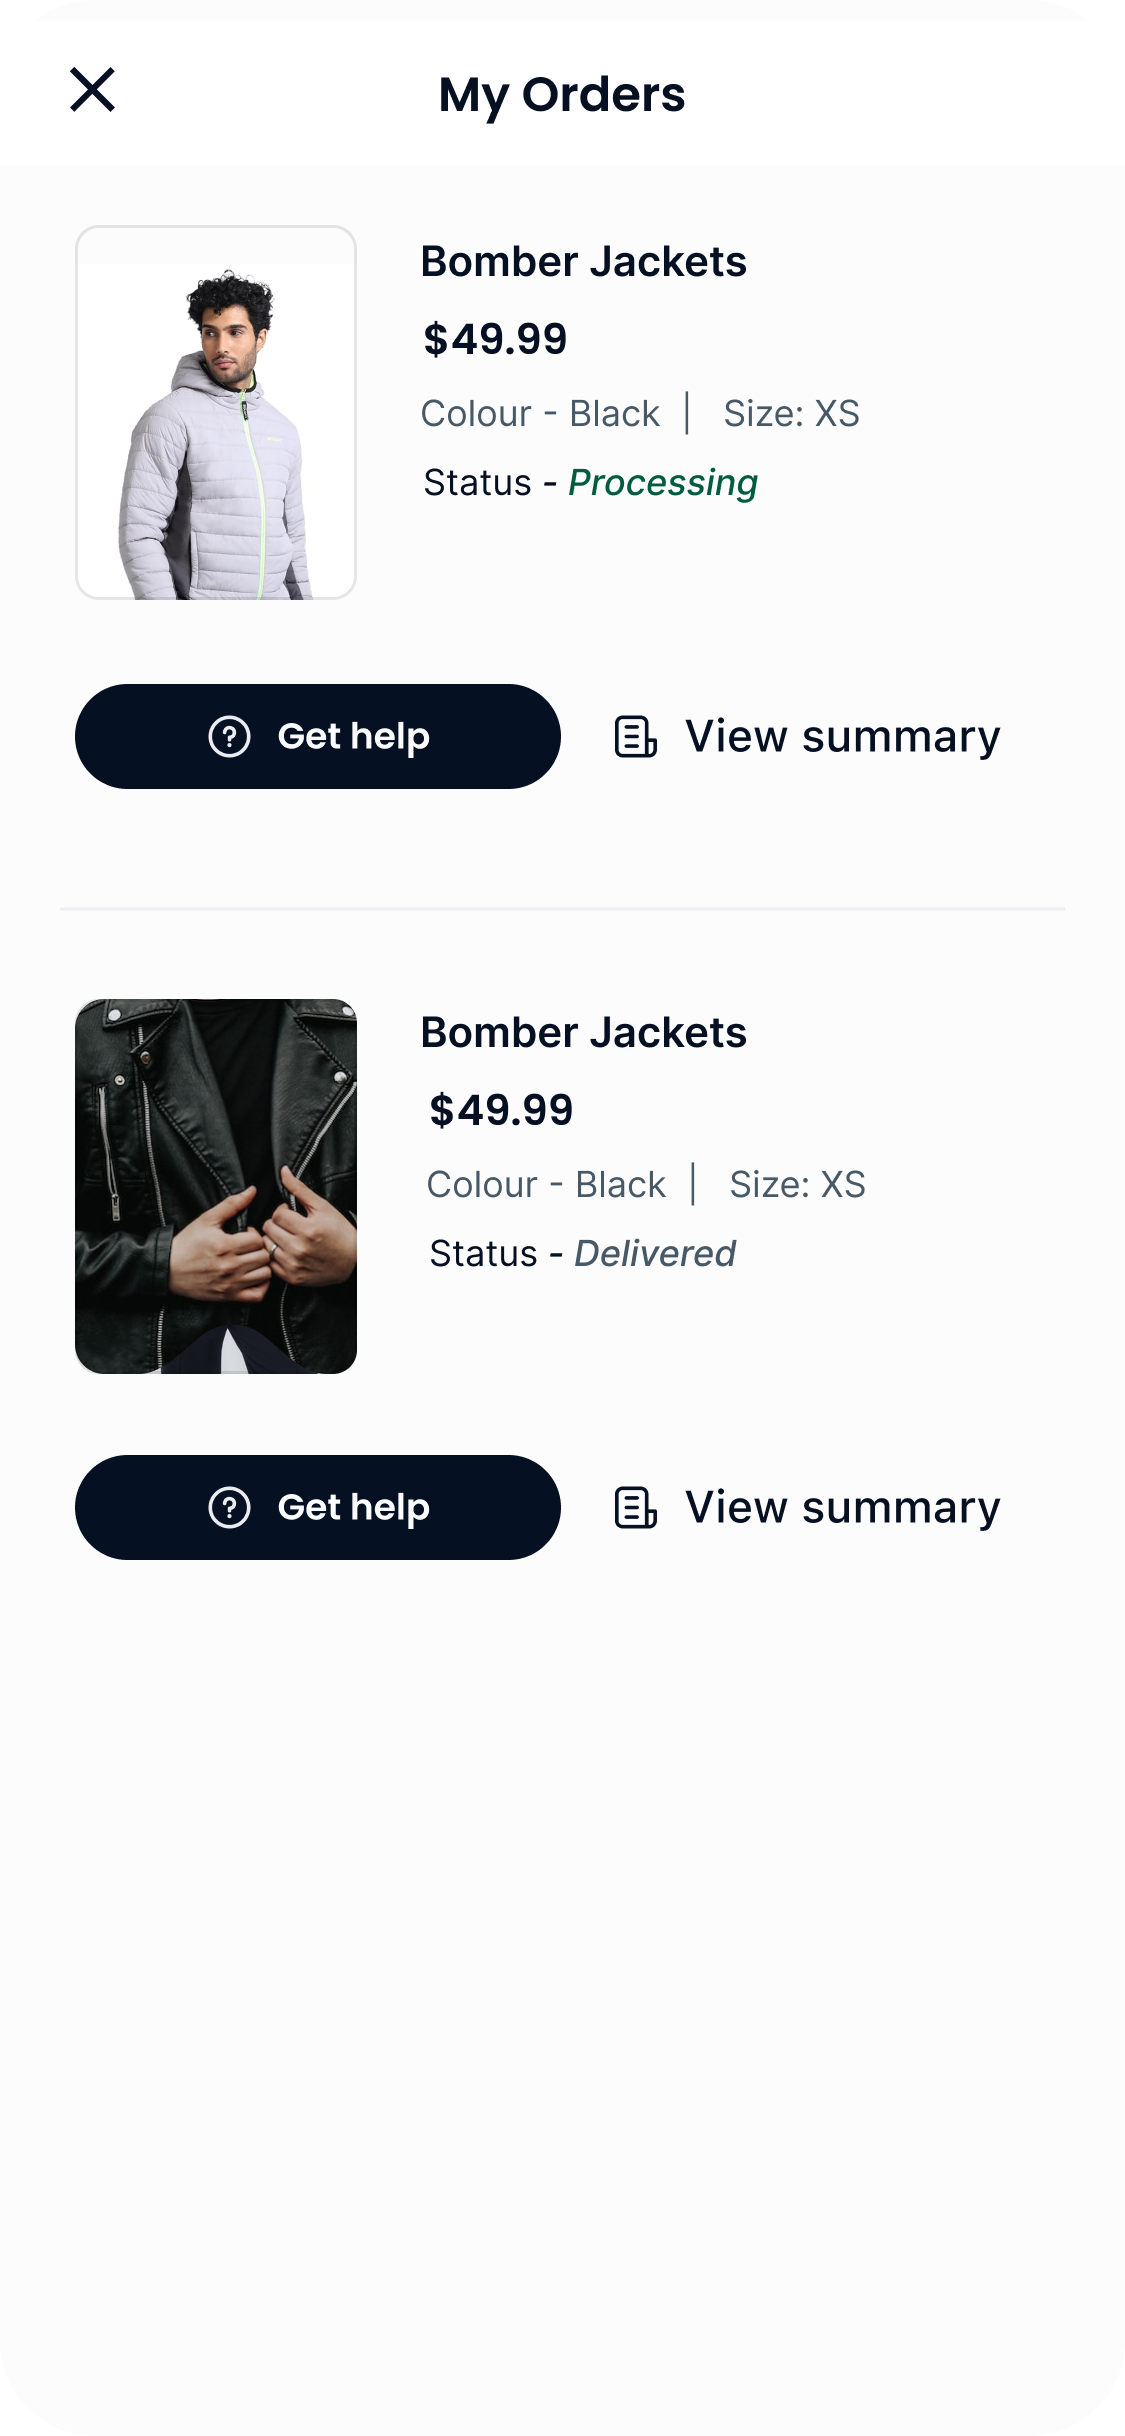 My Orders
Bomber Jackets
$49.99
Colour - Black | Size: XS
Status - Processing
Get help
View summary
Bomber Jackets
$49.99
Colour - Black | Size: XS
Status - Delivered
Get help
View summary